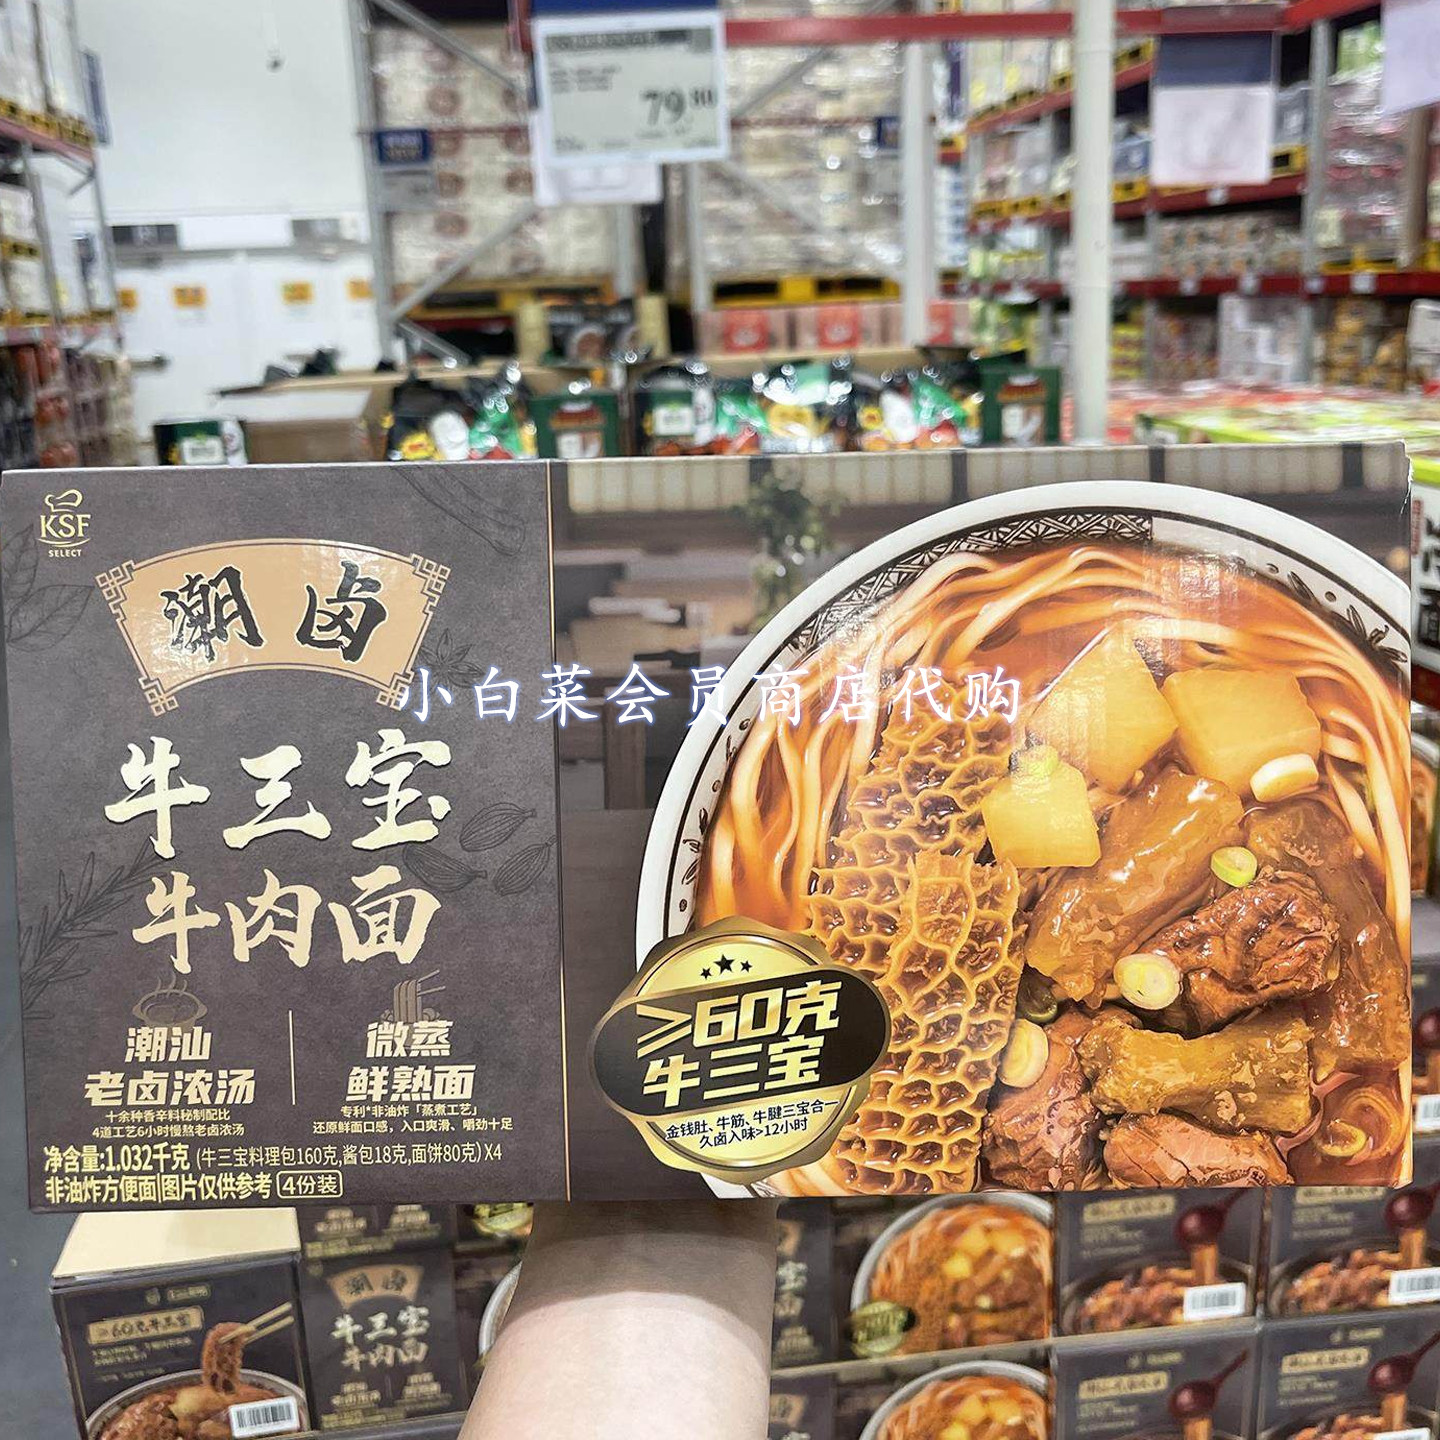 79.80
KSF
SELECT
潮卤
小白菜会员商店代购
牛三宝
牛肉面
潮汕
老卤浓汤
十余种香辛料秘制配比
4道工艺6小时慢熬老卤浓汤
微蒸
鲜熟面
专利*非油炸「蒸煮工艺」
还原鲜面口感，入口爽滑、嚼劲十足
净含量:1.032千克 (牛三宝料理包160克,酱包18克,面饼80克) X4
非油炸方便面|图片仅供参考 4份装
≥60克
牛三宝
金钱肚、牛筋、牛腱三宝合一
久卤入味>12小时
≥60克牛三宝
潮卤
牛三宝
牛肉面